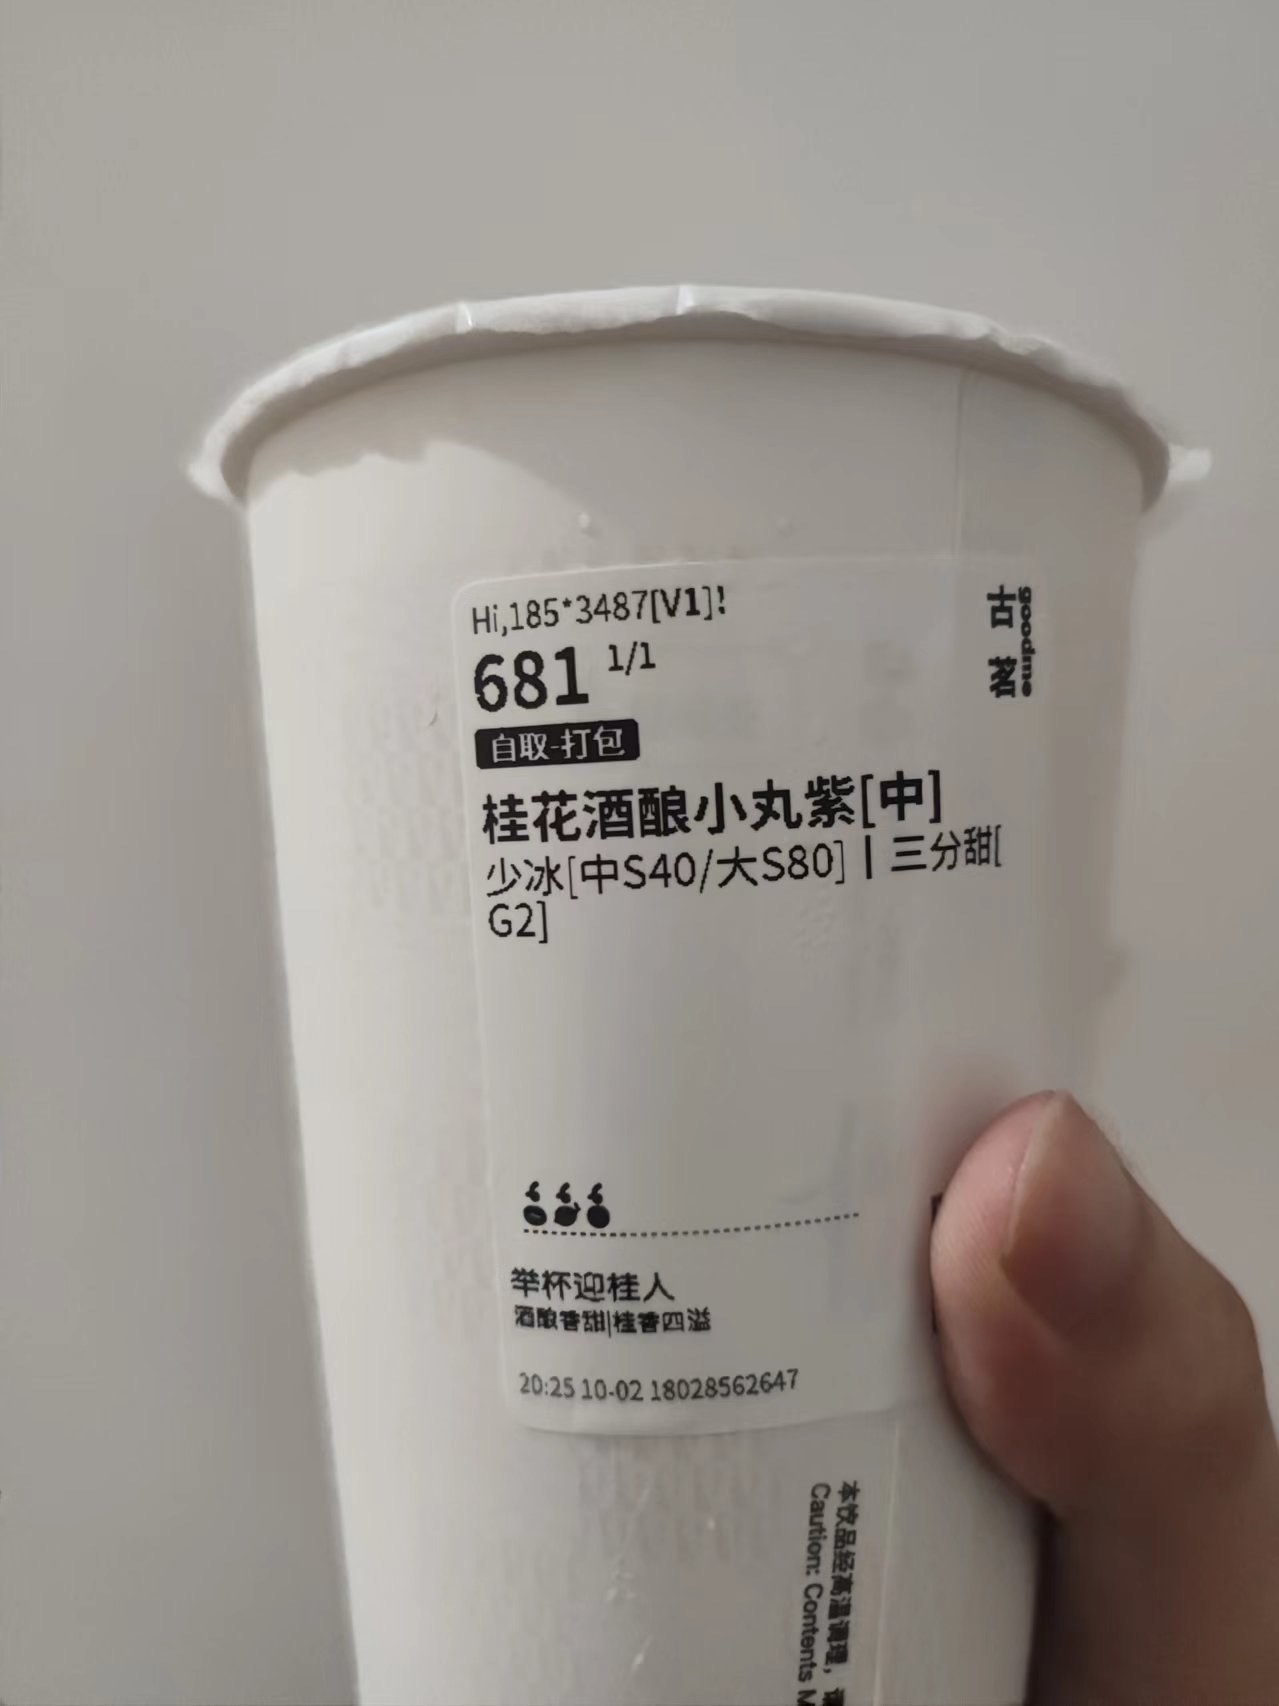 Hi,185*3487[V1]!
681 1/1
古茗
goodme
自取-打包
桂花酒酿小丸紫[中]
少冰[中S40/大S80]丨三分甜[
G2]
举杯迎桂人
酒酿香甜|桂香四溢
20:25 10-02 18028562647
本饮品经高温调理，
Caution: Contents